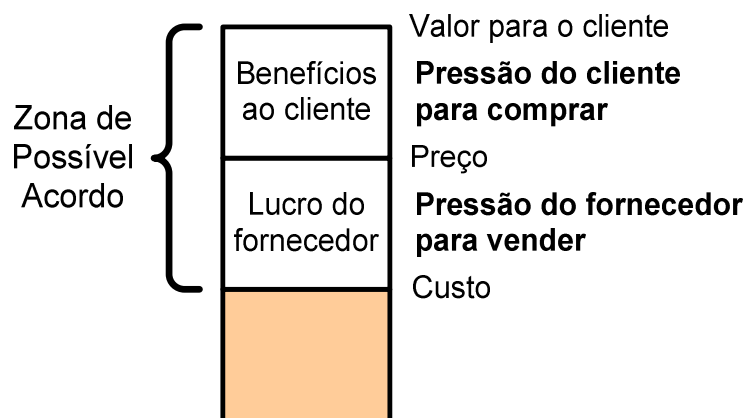 Valor para o cliente
Benefícios
ao cliente
Pressão do cliente
para comprar
Zona de
Possível
Acordo
Preço
Lucro do
fornecedor
Pressão do fornecedor
para vender
Custo